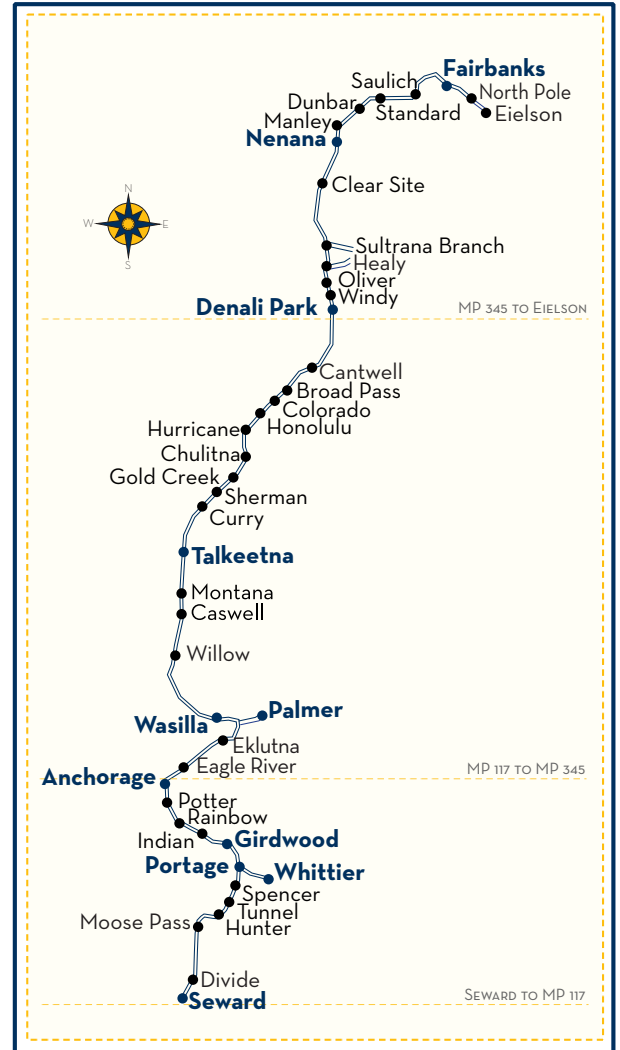 Fairbanks
Saulich
North Pole
Dunbar
Standard
Eielson
Manley
Nenana
Clear Site
N
W
E
S
Sultrana Branch
Healy
Oliver
Windy
Denali Park
MP 345 to Eielson
Cantwell
Broad Pass
Colorado
Honolulu
Hurricane
Chulitna
Gold Creek
Sherman
Curry
Talkeetna
Montana
Caswell
Willow
Palmer
Wasilla
Eklutna
Eagle River
MP 117 to MP 345
Anchorage
Potter
Rainbow
Indian
Girdwood
Portage
Whittier
Spencer
Tunnel
Hunter
Moose Pass
Divide
Seward
Seward to MP 117